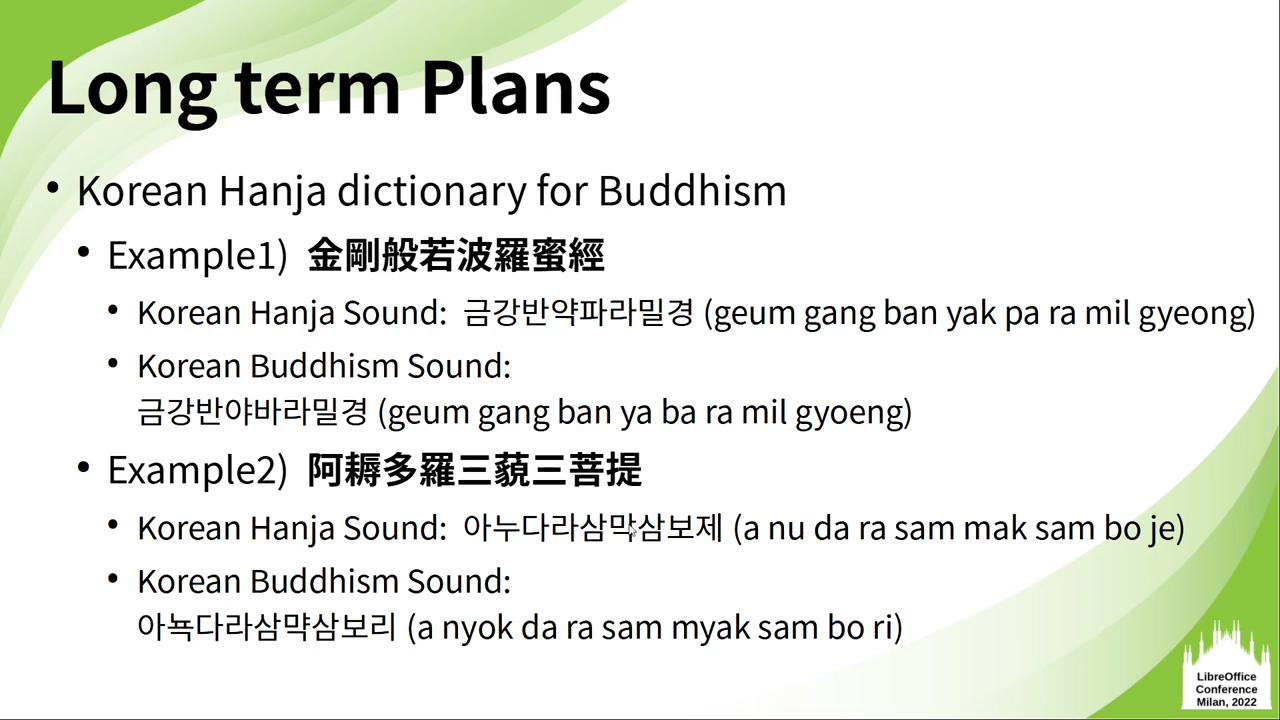 Long term Plans
• Korean Hanja dictionary for Buddhism
• Example1) 金剛般若波羅蜜經
• Korean Hanja Sound: 금강반약파라밀경 (geum gang ban yak pa ra mil gyeong)
• Korean Buddhism Sound:
금강반야바라밀경 (geum gang ban ya ba ra mil gyoeng)
• Example2) 阿耨多羅三藐三菩提
• Korean Hanja Sound: 아누다라삼막삼보제 (a nu da ra sam mak sam bo je)
• Korean Buddhism Sound:
아뇩다라삼먁삼보리 (a nyok da ra sam myak sam bo ri)
LibreOffice
Conference
Milan, 2022